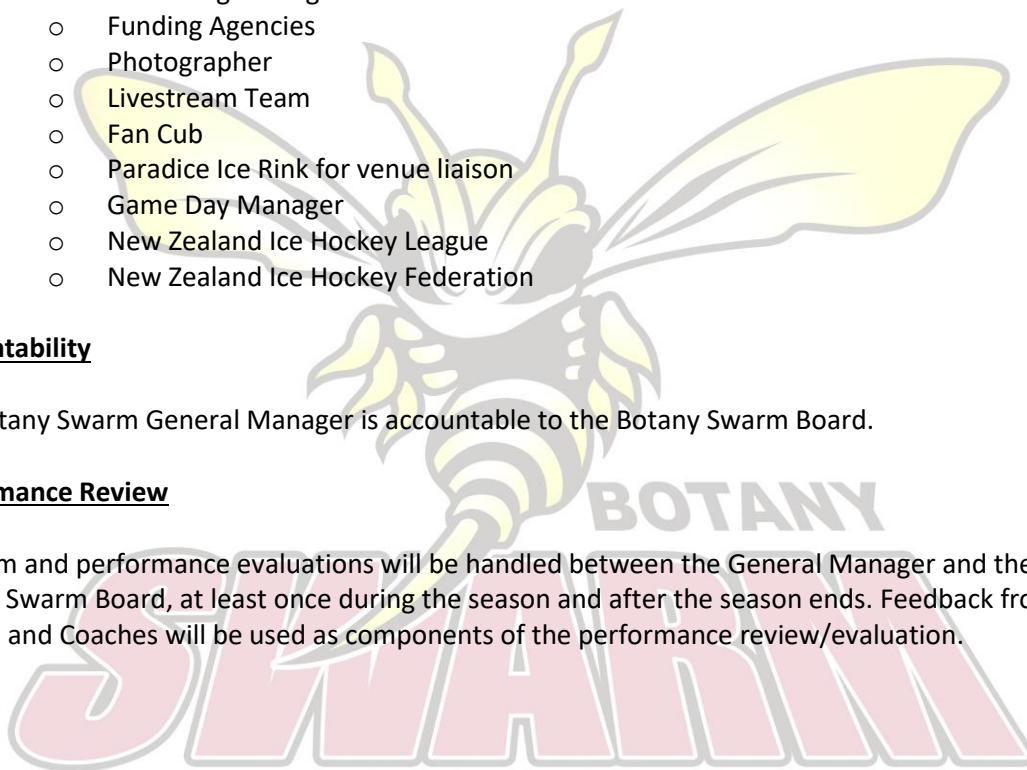 o Funding Agencies
o Photographer
o Livestream Team
o Fan Cub
o Paradice Ice Rink for venue liaison
o Game Day Manager
o New Zealand Ice Hockey League
o New Zealand Ice Hockey Federation
ntability
otany Swarm General Manager is accountable to the Botany Swarm Board.
mance Review
m and performance evaluations will be handled between the General Manager and the
Swarm Board, at least once during the season and after the season ends. Feedback fro
and Coaches will be used as components of the performance review/evaluation.
BOTANY
SWARM